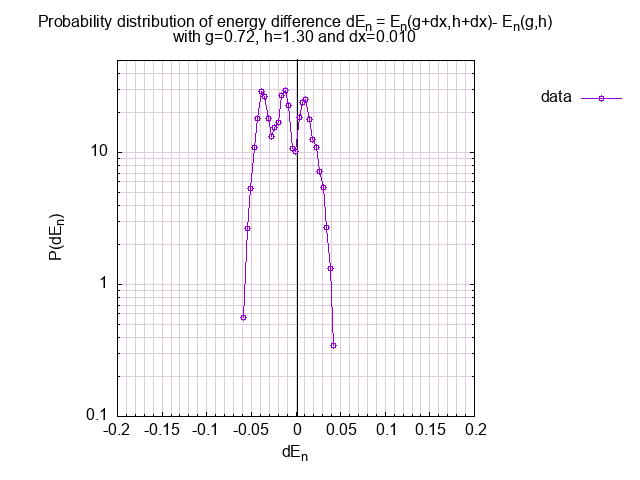 Probability distribution of energy difference dEn = En(g+dx,h+dx)- En(g,h)
with g=0.72, h=1.30 and dx=0.010
data
10
1
0.1
P(dEn)
-0.2 -0.15 -0.1 -0.05 0 0.05 0.1 0.15 0.2
dEn